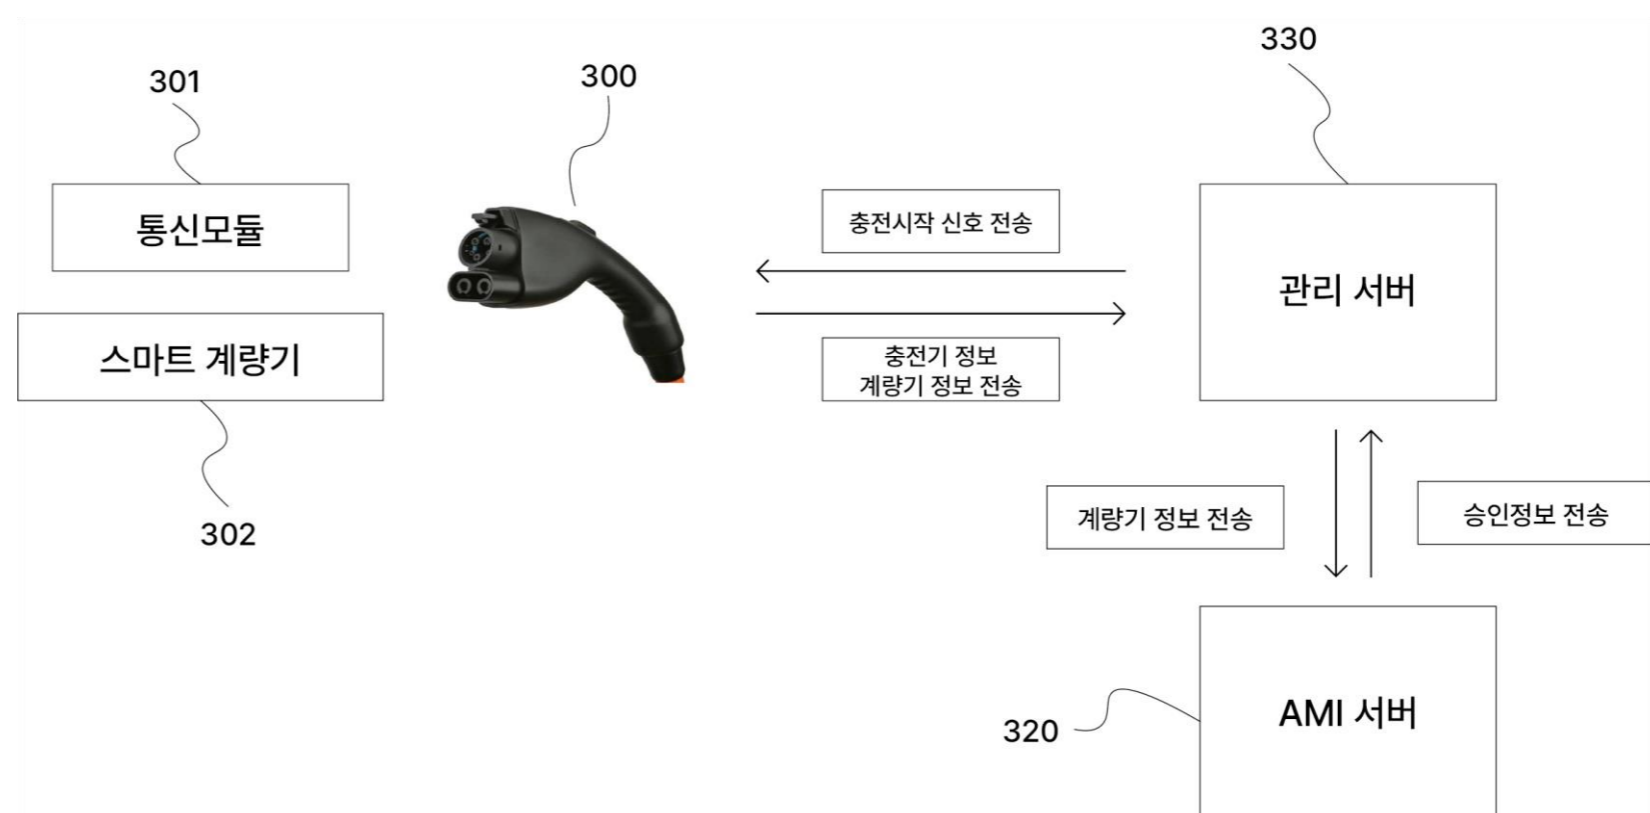 330
300
301
통신모듈
충전시작 신호 전송
관리 서버
스마트 계량기
충전기 정보
계량기 정보 전송
302
계량기 정보 전송
승인정보 전송
320
AMI 서버